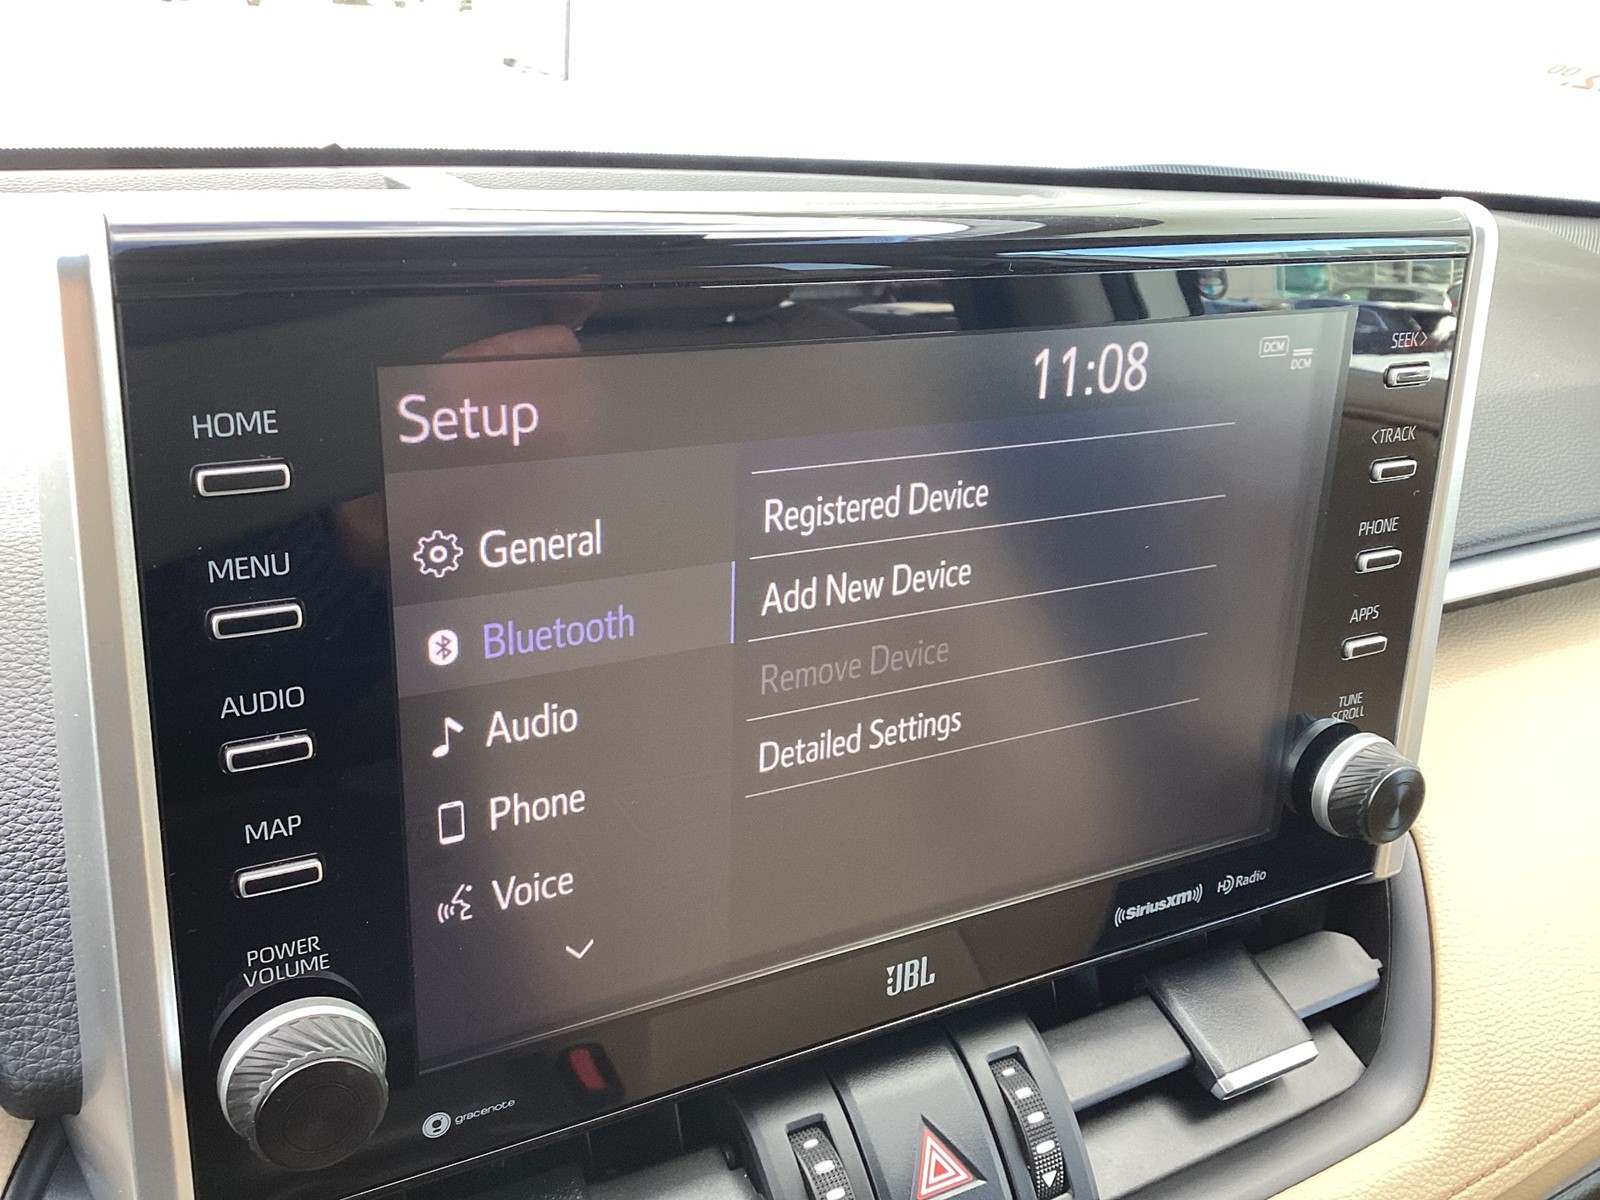 HOME
MENU
AUDIO
MAP
POWER
VOLUME
Setup
11:08
DCM
DCM
General
Bluetooth
Audio
Phone
Voice
Registered Device
Add New Device
Remove Device
Detailed Settings
SEEK>
<TRACK
PHONE
APPS
TUNE
SCROLL
gracenote
JBL
SiriusXM
HD Radio